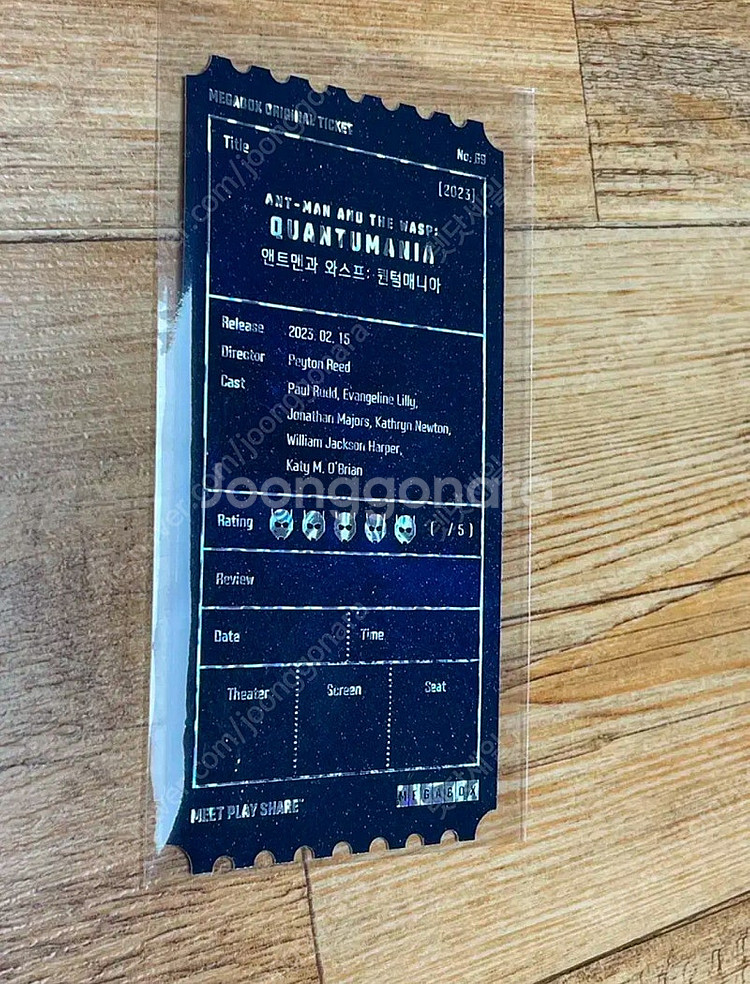 MEGABOX ORIGINAL TICKET
Title
No. 69
[2023]
ANT-MAN AND THE WASP:
QUANTUMANIA
앤트맨과 와스프: 퀀텀매니아
Release 2023. 02. 15
Director Peyton Reed
Cast Paul Rudd, Evangeline Lilly,
Jonathan Majors, Kathryn Newton,
William Jackson Harper,
Katy M. O'Brian
Joonggonara
Rating ( / 5 )
Review
Date Time
Theater Screen Seat
MEGABOX
MEET PLAY SHARE